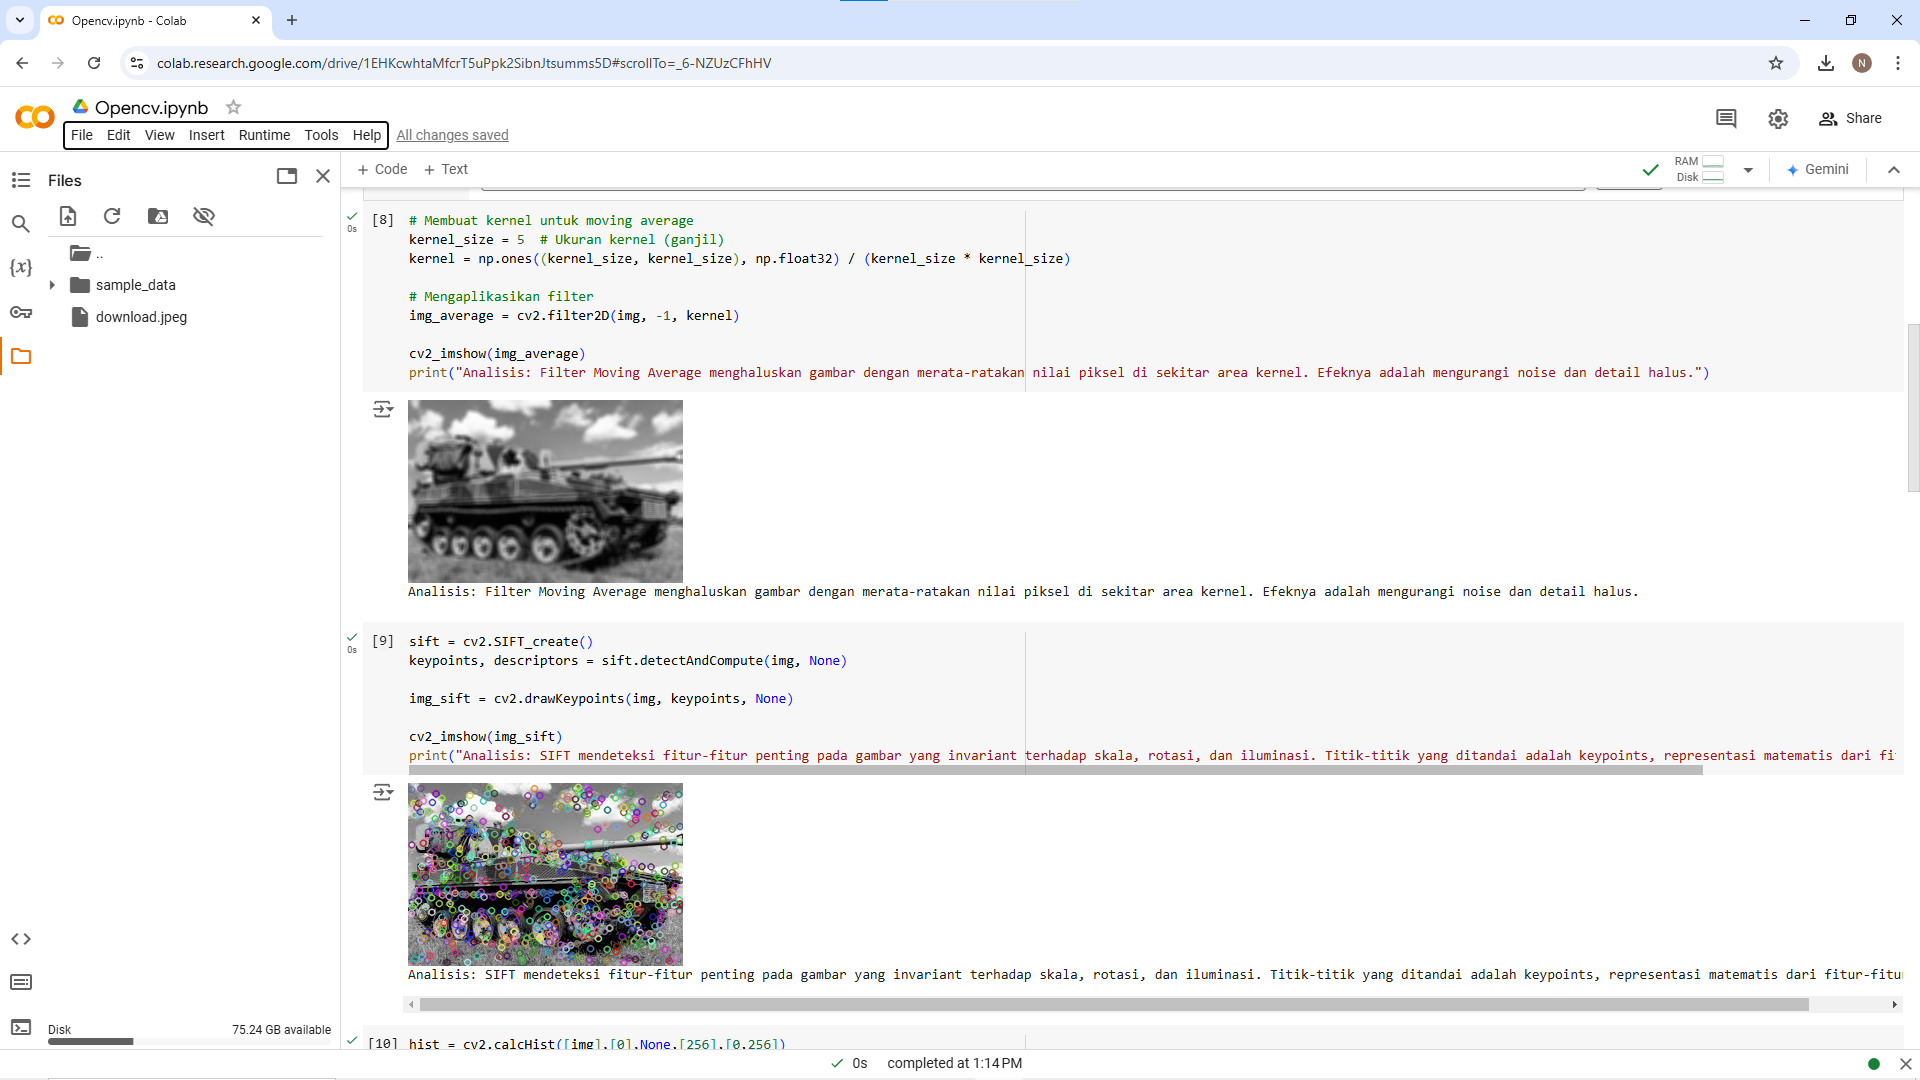 Opencv.ipynb - Colab
colab.research.google.com/drive/1EHKcwhtaMfcrT5uPpk2SibnJtsumms5D#scrollTo=_6-NZUzCFhHV
N
Opencv.ipynb
File Edit View Insert Runtime Tools Help All changes saved
Share
Files
+ Code + Text
RAM
Disk
Gemini
..
sample_data
download.jpeg
Disk 75.24 GB available
[8]
0s
# Membuat kernel untuk moving average
kernel_size = 5  # Ukuran kernel (ganjil)
kernel = np.ones((kernel_size, kernel_size), np.float32) / (kernel_size * kernel_size)
# Mengaplikasikan filter
img_average = cv2.filter2D(img, -1, kernel)
cv2_imshow(img_average)
print("Analisis: Filter Moving Average menghaluskan gambar dengan merata-ratakan nilai piksel di sekitar area kernel. Efeknya adalah mengurangi noise dan detail halus.")
Analisis: Filter Moving Average menghaluskan gambar dengan merata-ratakan nilai piksel di sekitar area kernel. Efeknya adalah mengurangi noise dan detail halus.
[9]
0s
sift = cv2.SIFT_create()
keypoints, descriptors = sift.detectAndCompute(img, None)
img_sift = cv2.drawKeypoints(img, keypoints, None)
cv2_imshow(img_sift)
print("Analisis: SIFT mendeteksi fitur-fitur penting pada gambar yang invariant terhadap skala, rotasi, dan iluminasi. Titik-titik yang ditandai adalah keypoints, representasi matematis dari fi
Analisis: SIFT mendeteksi fitur-fitur penting pada gambar yang invariant terhadap skala, rotasi, dan iluminasi. Titik-titik yang ditandai adalah keypoints, representasi matematis dari fitur-fitu
[10] hist = cv2.calcHist([img],[0],None,[256],[0,256])
0s completed at 1:14 PM